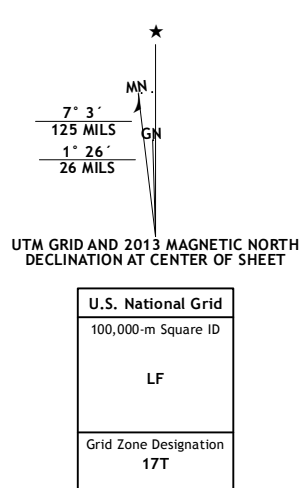 ★
MN
7° 3´
125 MILS
GN
1° 26´
26 MILS
UTM GRID AND 2013 MAGNETIC NORTH
DECLINATION AT CENTER OF SHEET
U.S. National Grid
100,000-m Square ID
LF
Grid Zone Designation
17T